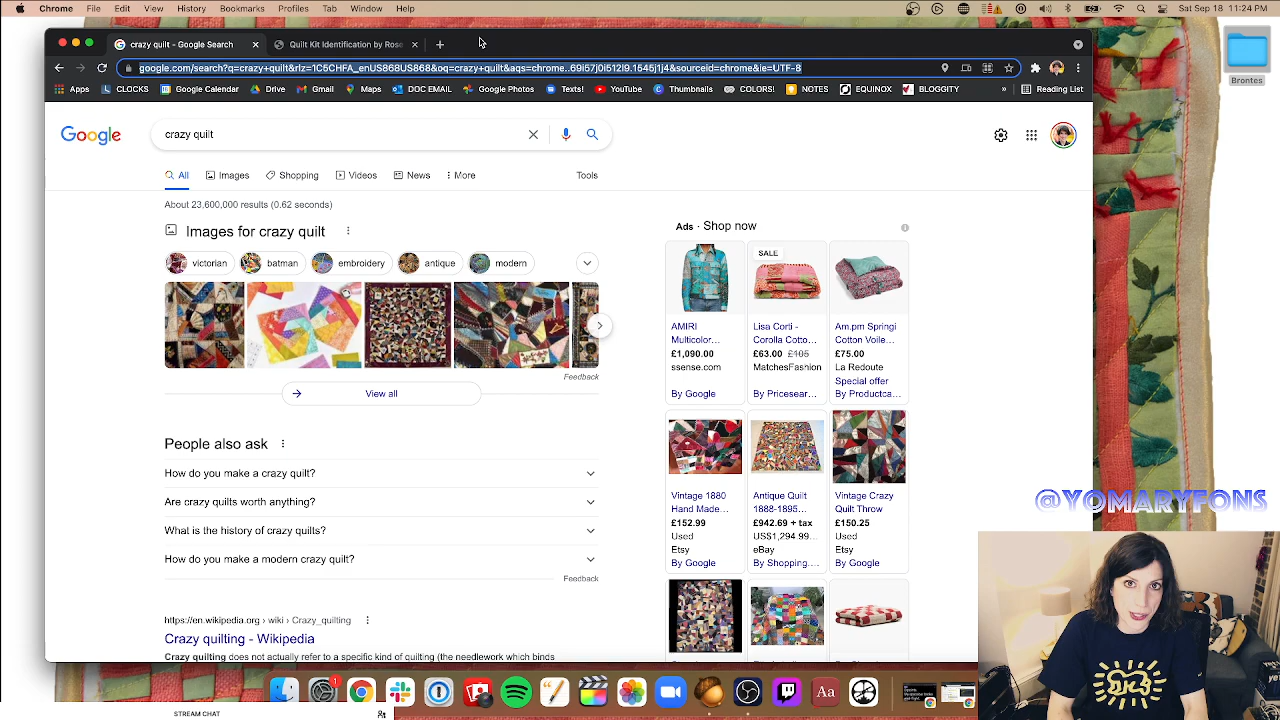 Chrome File Edit View History Bookmarks Profiles Tab Window Help Sun Sep 18 1:20:46
crazy quilt - Google Search
Quilt Kit Identification by Rose
google.com/search?q=crazy+quilt&rlz=1C5CHFA_enUS868US868&oq=crazy+quilt&aqs=chrome..69i57j0i512l9.1545j1j4&sourceid=chrome&ie=UTF-8
Apps CLOCKS Google Calendar Drive Gmail Maps DOC EMAIL Google Photos Texts! YouTube Thumbnails COLORS! NOTES EQUINOX BLOGGITY » Reading List
Brontes
Google
crazy quilt
All Images Shopping Videos News More Tools
About 23,600,000 results (0.62 seconds)
Images for crazy quilt
victorian batman embroidery antique modern
Feedback
View all
People also ask
How do you make a crazy quilt?
Are crazy quilts worth anything?
What is the history of crazy quilts?
How do you make a modern crazy quilt?
Feedback
https://en.wikipedia.org › wiki › Crazy_quilting
Crazy quilting - Wikipedia
Crazy quilting does not actually refer to a specific kind of quilting (the needlework which binds
Ads · Shop now
AMIRI
Multicolor...
£1,090.00
ssense.com
By Google
SALE
Lisa Corti -
Corolla Cotto...
£63.00 £105
MatchesFashion
By Pricesear...
Am.pm Springi
Cotton Voile...
£75.00
La Redoute
Special offer
By Productca...
Vintage 1880
Hand Made...
£152.99
Used
Etsy
By Google
Antique Quilt
1888-1895...
£942.69 + tax
US$1,294.99...
Used
eBay
By Shopping....
Vintage Crazy
Quilt Throw
£150.25
Used
Etsy
By Google
@YOMARYFONS
1
Aa
STREAM CHAT